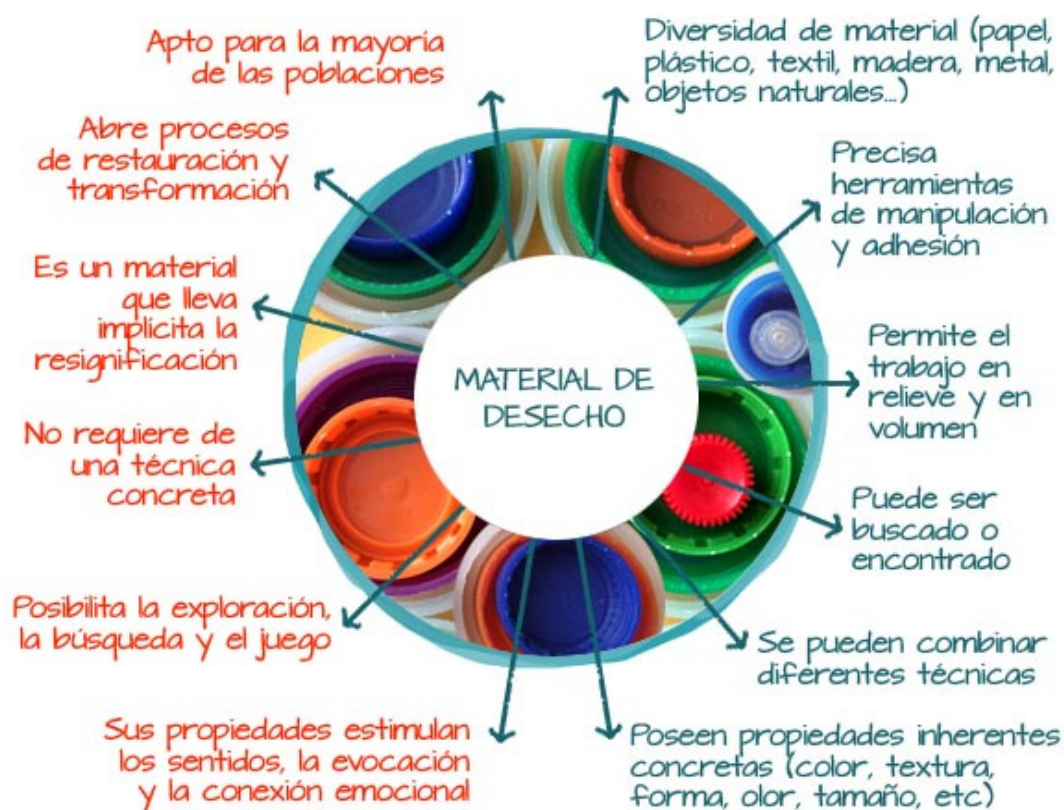 MATERIAL DE
DESECHO
Apto para la mayoría
de las poblaciones
Abre procesos
de restauración y
transformación
Es un material
que lleva
implícita la
resignificación
No requiere de
una técnica
concreta
Posibilita la exploración,
la búsqueda y el juego
Sus propiedades estimulan
los sentidos, la evocación
y la conexión emocional
Diversidad de material (papel,
plástico, textil, madera, metal,
objetos naturales...)
Precisa
herramientas
de manipulación
y adhesión
Permite el
trabajo en
relieve y en
volumen
Puede ser
buscado o
encontrado
Se pueden combinar
diferentes técnicas
Poseen propiedades inherentes
concretas (color, textura,
forma, olor, tamaño, etc)